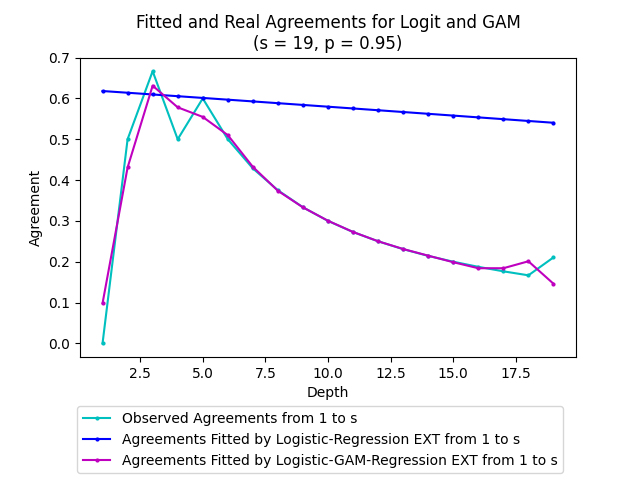 Fitted and Real Agreements for Logit and GAM
(s = 19, p = 0.95)
0.7
0.6
0.5
0.4
0.3
0.2
0.1
0.0
Agreement
2.5 5.0 7.5 10.0 12.5 15.0 17.5
Depth
Observed Agreements from 1 to s
Agreements Fitted by Logistic-Regression EXT from 1 to s
Agreements Fitted by Logistic-GAM-Regression EXT from 1 to s